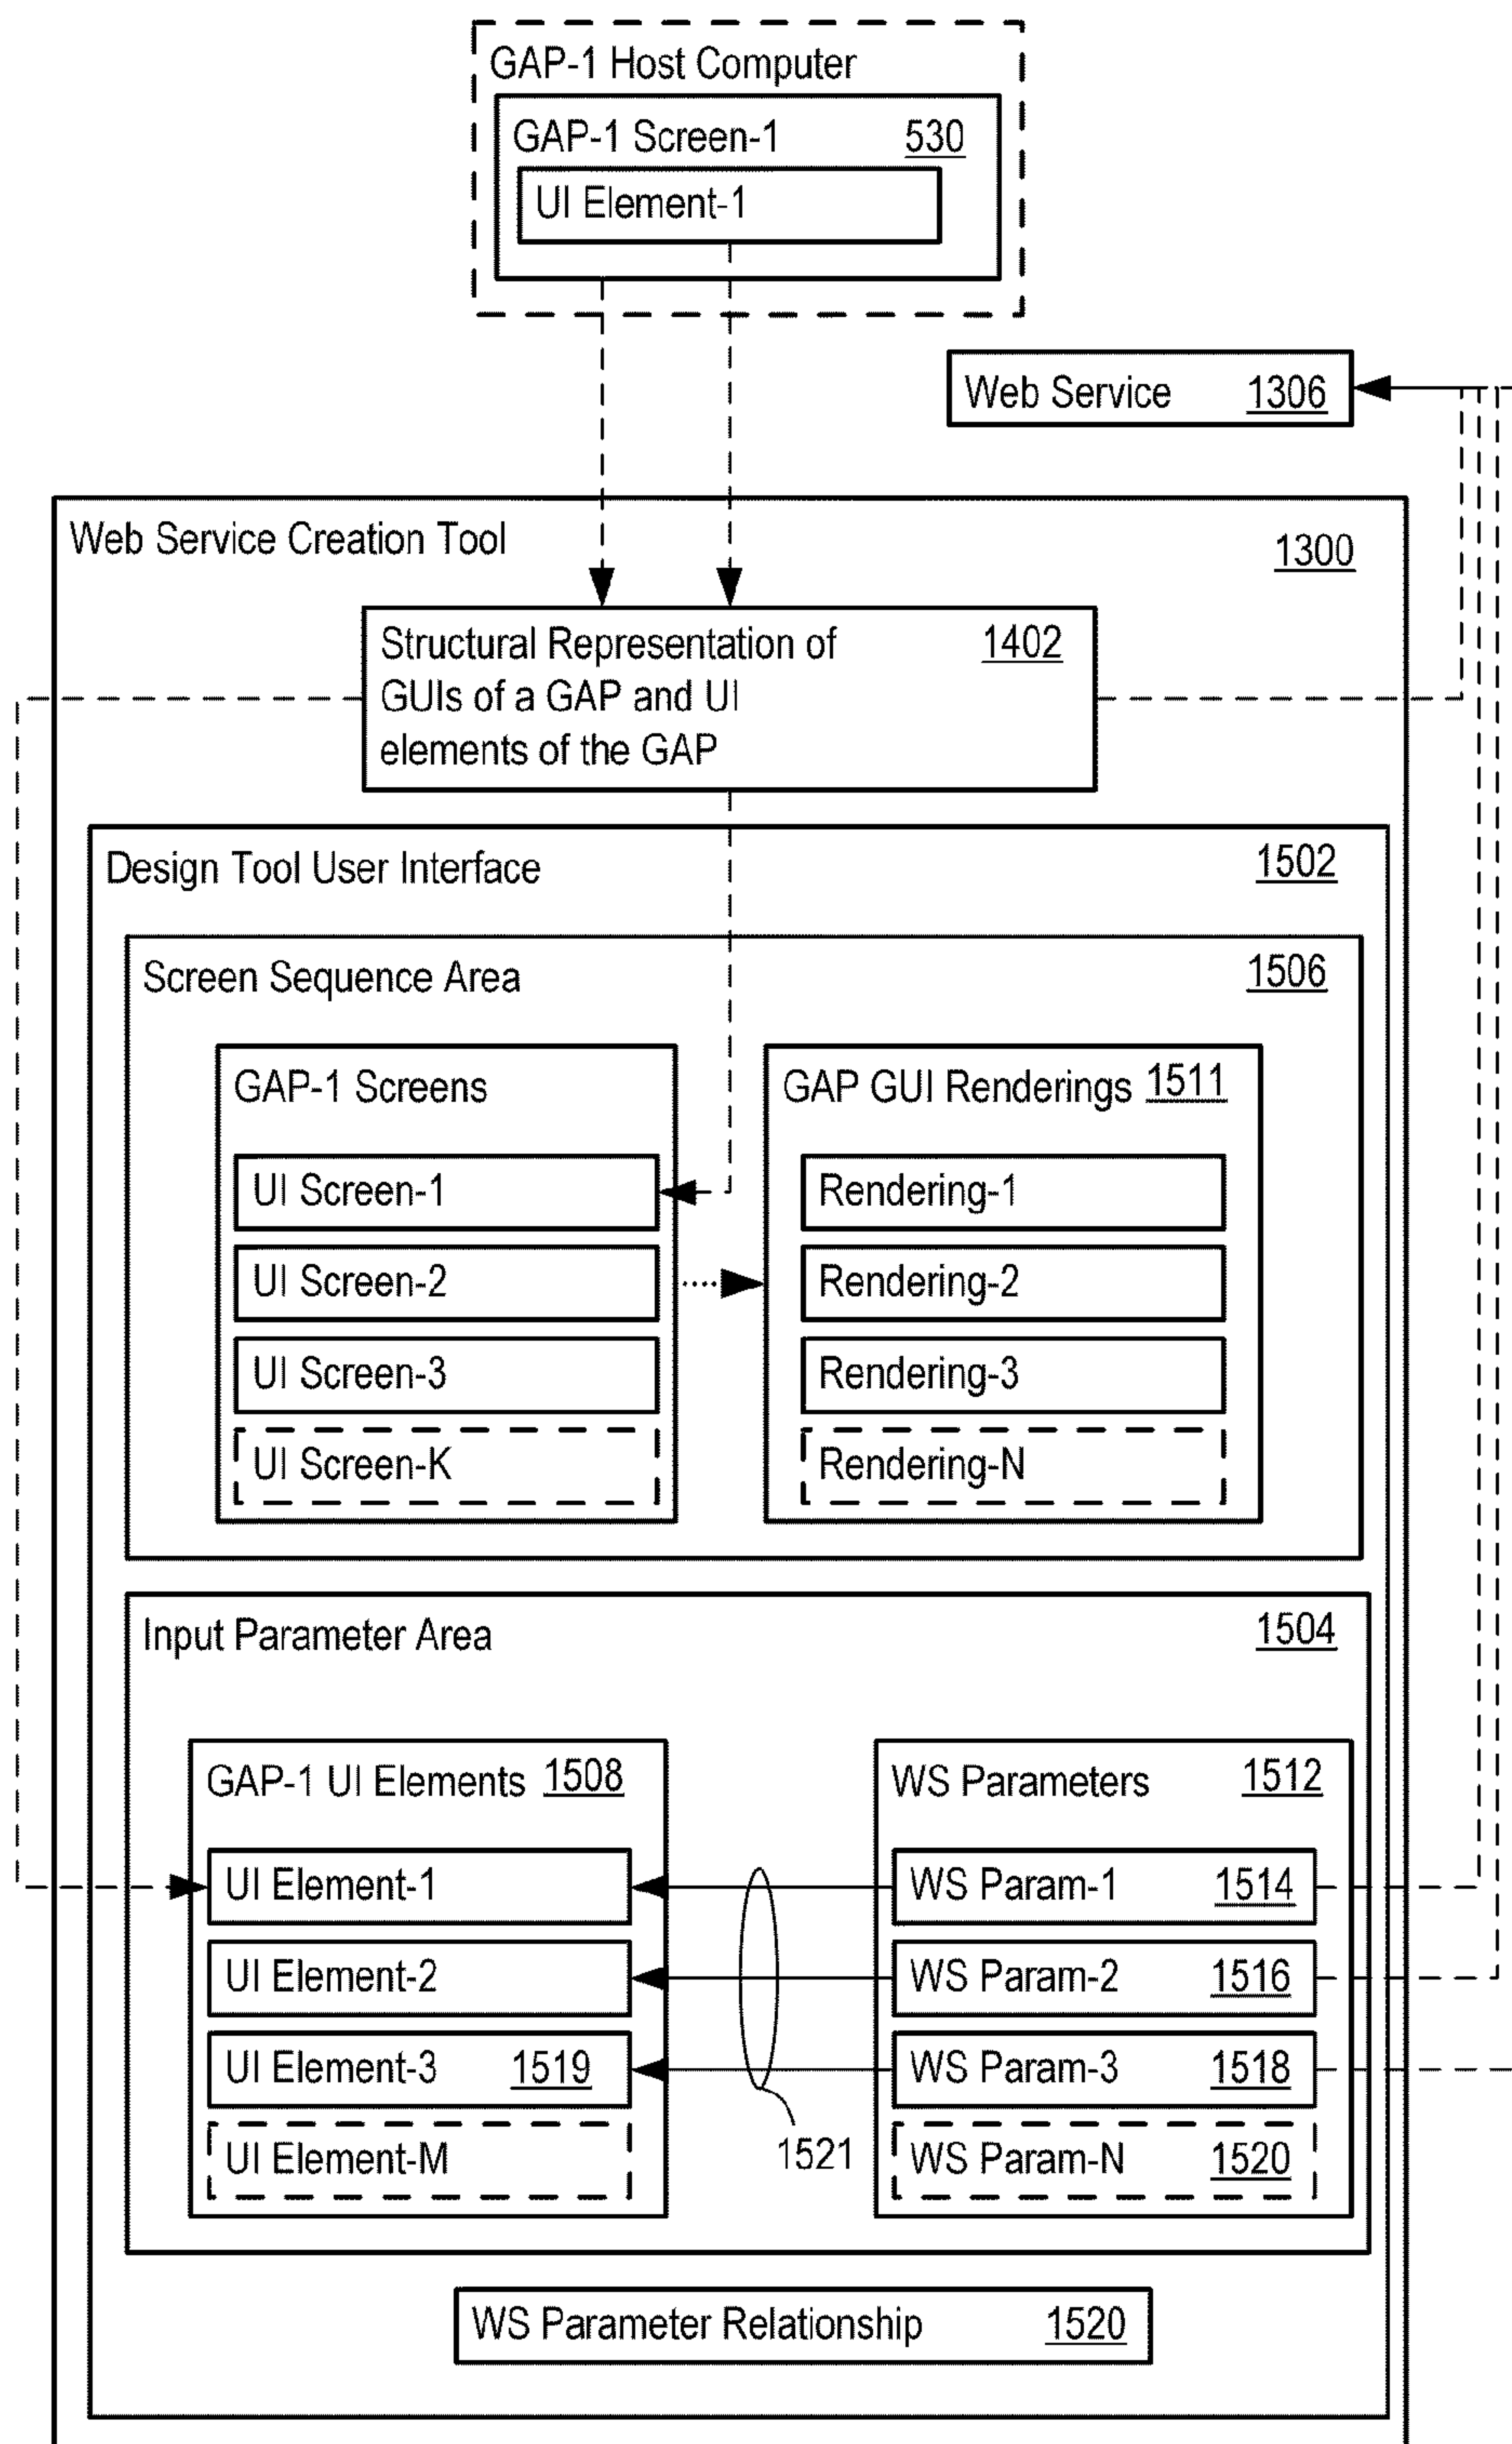 GAP-1 Host Computer
GAP-1 Screen-1 530
UI Element-1
Web Service 1306
Web Service Creation Tool 1300
Structural Representation of 1402
GUIs of a GAP and UI
elements of the GAP
Design Tool User Interface 1502
Screen Sequence Area 1506
GAP-1 Screens
UI Screen-1
UI Screen-2
UI Screen-3
UI Screen-K
GAP GUI Renderings 1511
Rendering-1
Rendering-2
Rendering-3
Rendering-N
Input Parameter Area 1504
GAP-1 UI Elements 1508
UI Element-1
UI Element-2
UI Element-3 1519
UI Element-M
1521
WS Parameters 1512
WS Param-1 1514
WS Param-2 1516
WS Param-3 1518
WS Param-N 1520
WS Parameter Relationship 1520